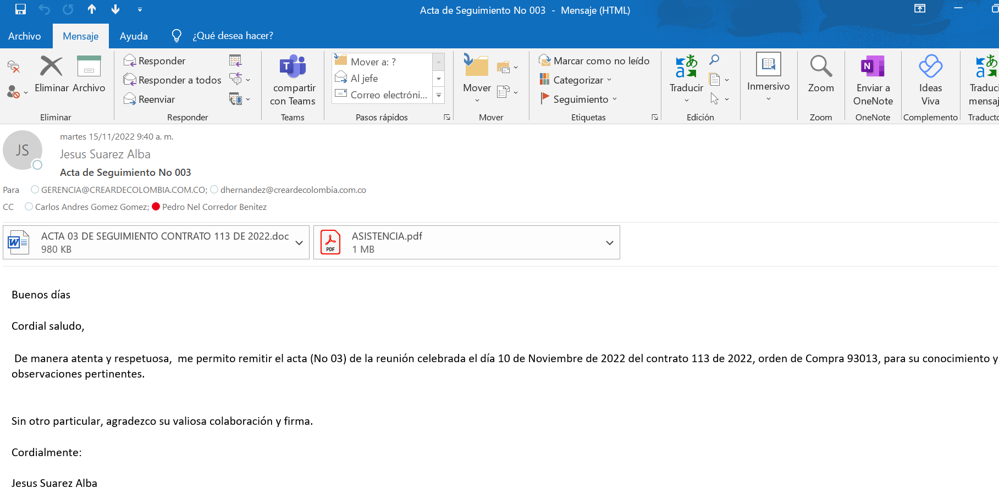 Acta de Seguimiento No 003 - Mensaje (HTML)
Archivo Mensaje Ayuda ¿Qué desea hacer?
Eliminar Archivo
Eliminar
Responder
Responder a todos
Reenviar
Responder
compartir
con Teams
Teams
Mover a: ?
Al jefe
Correo electróni...
Pasos rápidos
Mover
Mover
Marcar como no leído
Categorizar
Seguimiento
Etiquetas
Traducir
Edición
Inmersivo
Zoom
Zoom
Enviar a
OneNote
OneNote
Ideas
Viva
Complemento
Traduci
mensaj
Traducto
JS
martes 15/11/2022 9:40 a. m.
Jesus Suarez Alba
Acta de Seguimiento No 003
Para GERENCIA@CREARDECOLOMBIA.COM.CO; dhernandez@creardecolombia.com.co
CC Carlos Andres Gomez Gomez; Pedro Nel Corredor Benitez
ACTA 03 DE SEGUIMIENTO CONTRATO 113 DE 2022.doc
980 KB
PDF
ASISTENCIA.pdf
1 MB
Buenos días
Cordial saludo,
De manera atenta y respetuosa, me permito remitir el acta (No 03) de la reunión celebrada el día 10 de Noviembre de 2022 del contrato 113 de 2022, orden de Compra 93013, para su conocimiento y
observaciones pertinentes.
Sin otro particular, agradezco su valiosa colaboración y firma.
Cordialmente:
Jesus Suarez Alba